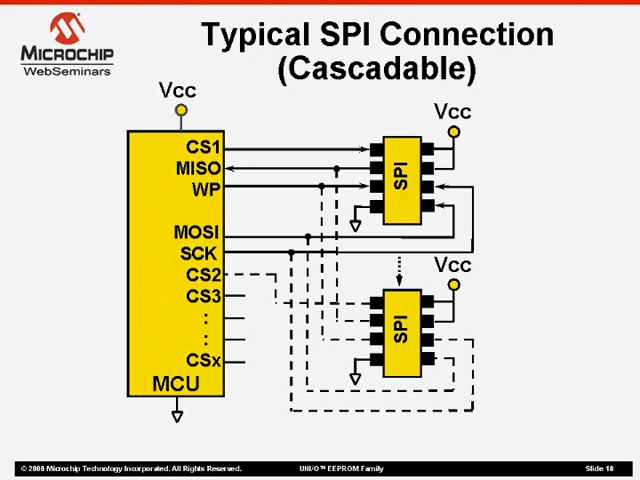 Typical SPI Connection
(Cascadable)
MICROCHIP
WebSeminars
Vcc
Vcc
CS1
MISO
WP
SPI
MOSI
SCK
CS2
Vcc
CS3
:
:
SPI
CSx
MCU
© 2008 Microchip Technology Incorporated. All Rights Reserved.
UNI/O™ EEPROM Family
Slide 18